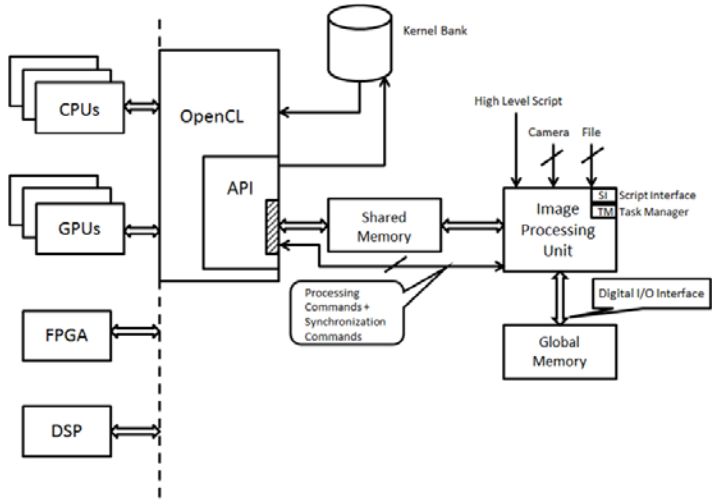 Kernel Bank
CPUs
OpenCL
High Level Script
Camera
File
API
GPUs
Shared
Memory
Image
Processing
Unit
SI
Script Interface
TM
Task Manager
Processing
Commands +
Synchronization
Commands
Digital I/O Interface
FPGA
Global
Memory
DSP